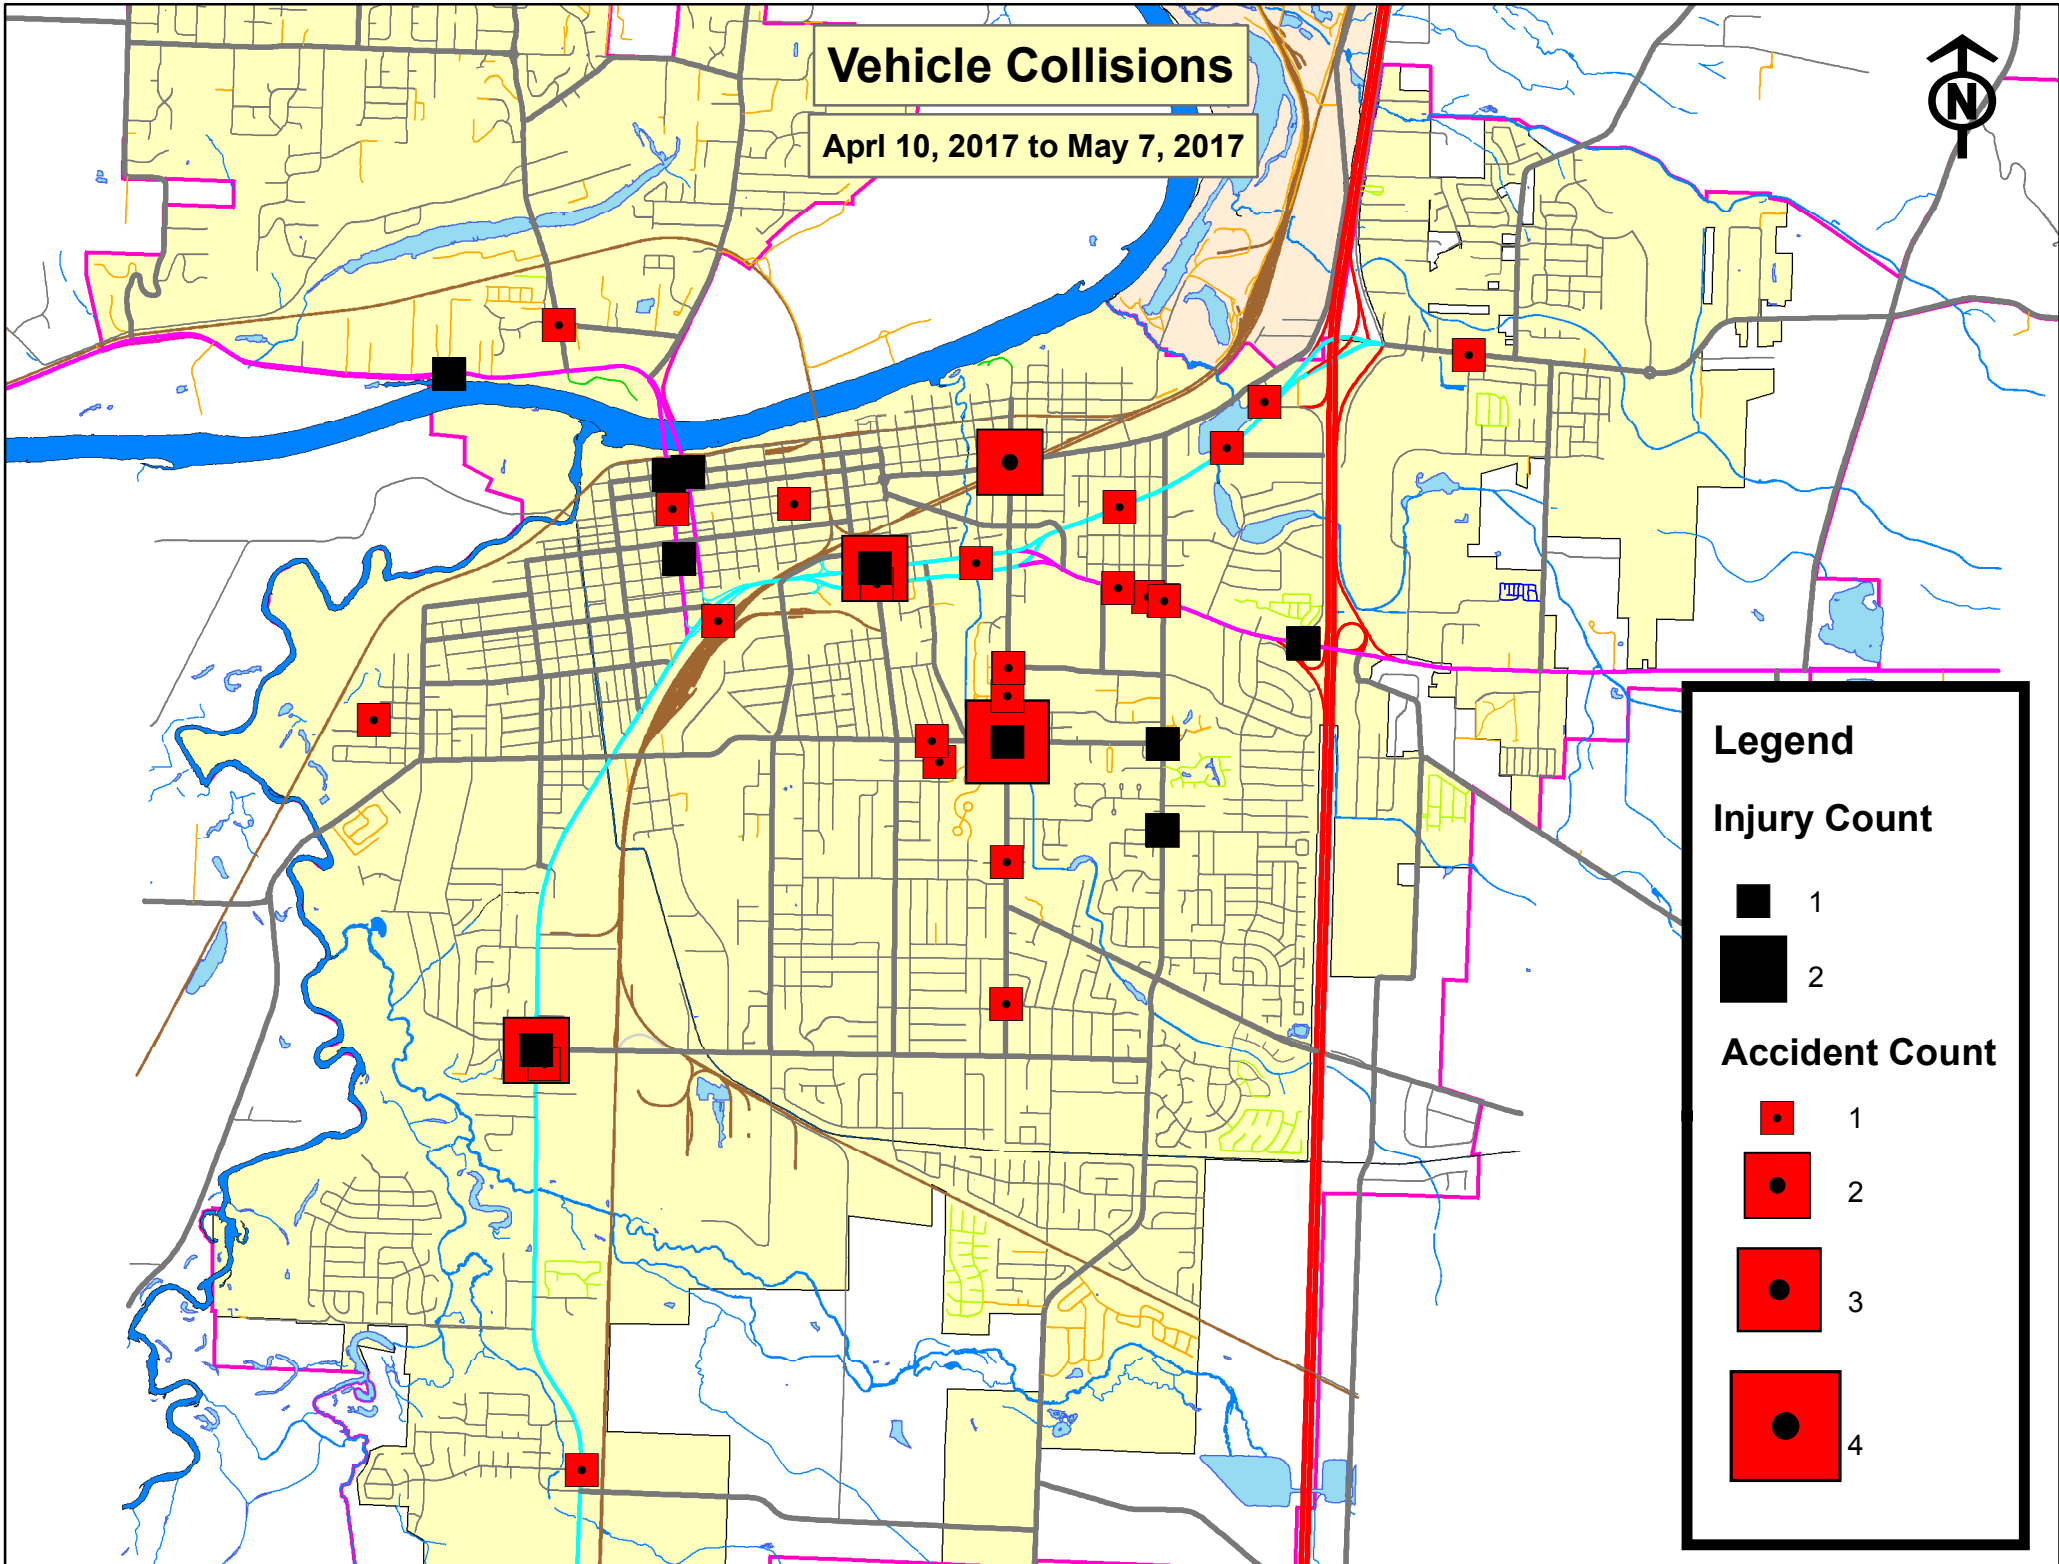 Vehicle Collisions
Aprl 10, 2017 to May 7, 2017
N
Legend
Injury Count
1
2
Accident Count
1
2
3
4